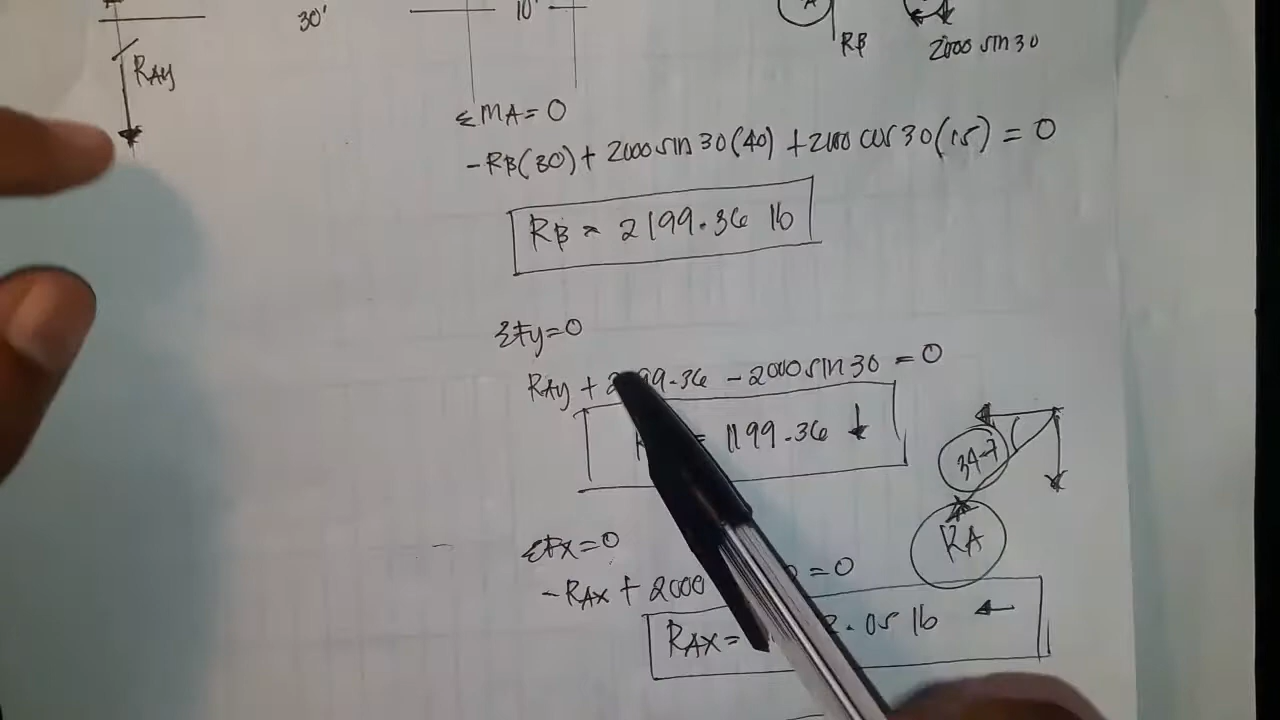 30'
10'
A
RB
2000 sin 30
RAy
ΣMA=0
-RB(30) + 2000 sin 30 (40) + 2000 cos 30 (15) = 0
RB = 2199.36 lb
ΣFy=0
RAy + 2199.36 - 2000 sin 30 = 0
= 1199.36 ↓
34.7
RA
ΣFx=0
-RAx + 2000 = 0
RAx = 2.05 lb ←